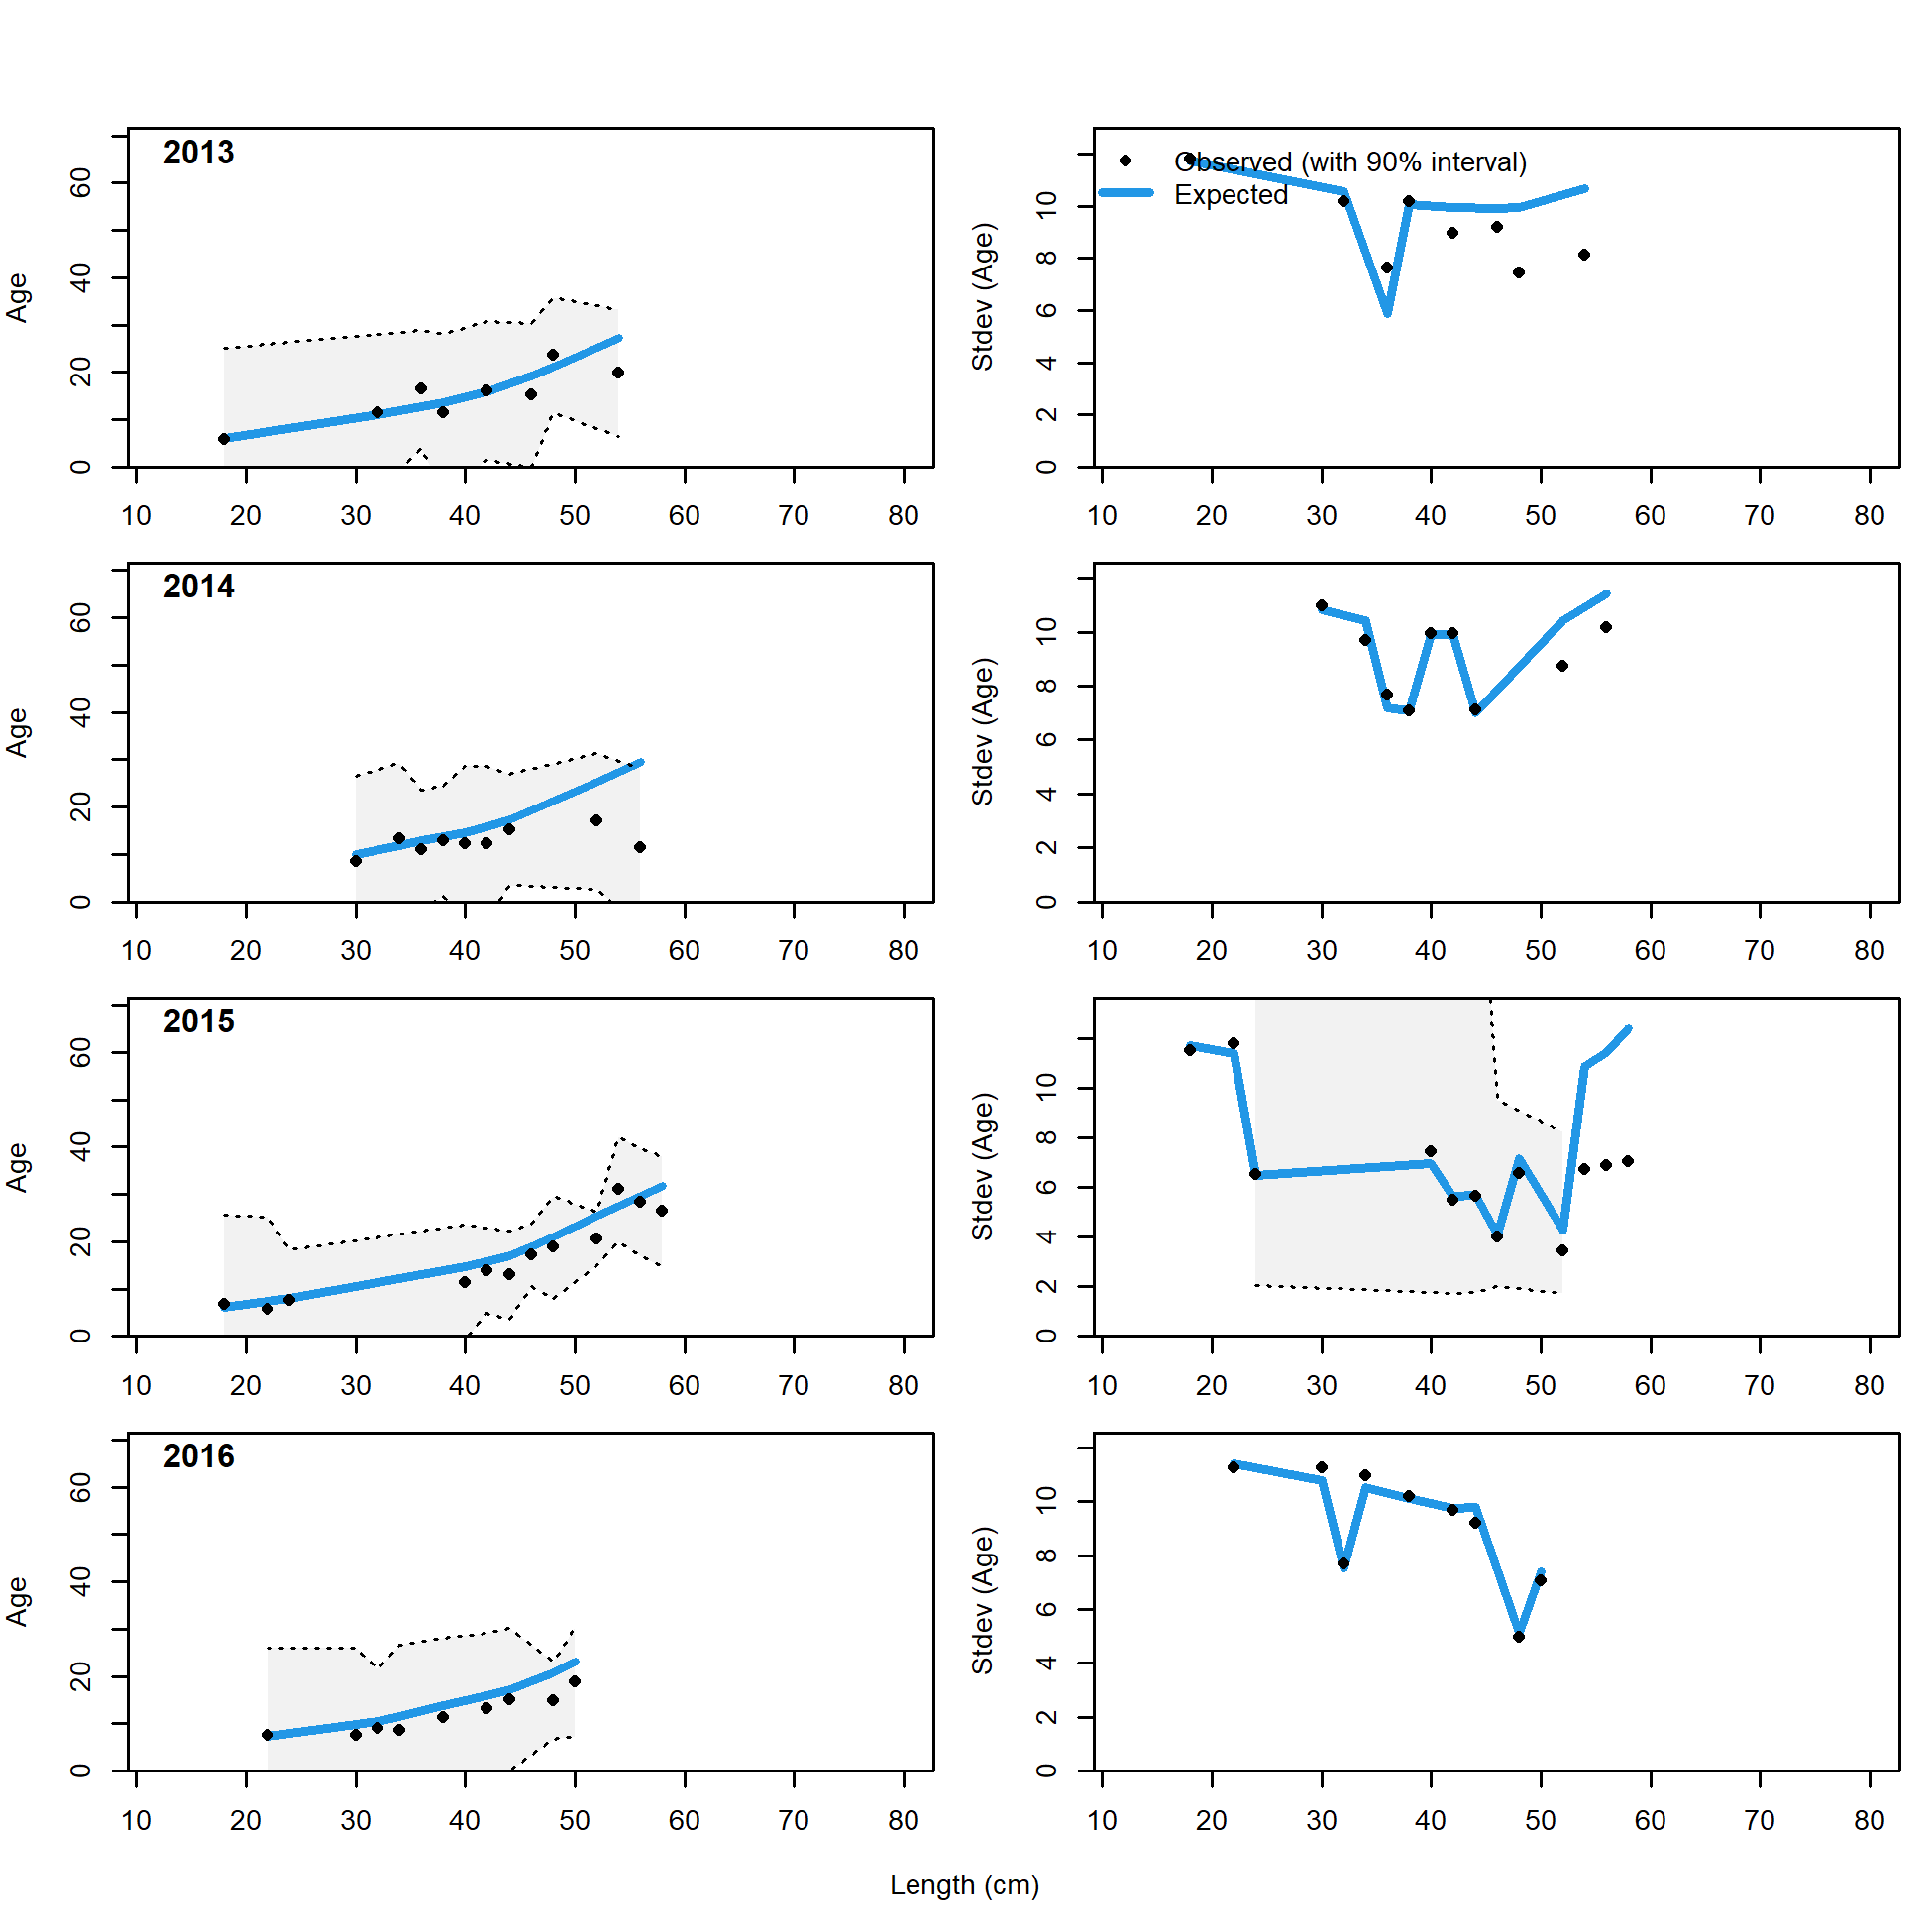 2013
Age
0 20 40 60
10 20 30 40 50 60 70 80
Observed (with 90% interval)
Expected
Stdev (Age)
0 2 4 6 8 10
10 20 30 40 50 60 70 80
2014
Age
0 20 40 60
10 20 30 40 50 60 70 80
Stdev (Age)
0 2 4 6 8 10
10 20 30 40 50 60 70 80
2015
Age
0 20 40 60
10 20 30 40 50 60 70 80
Stdev (Age)
0 2 4 6 8 10
10 20 30 40 50 60 70 80
2016
Age
0 20 40 60
10 20 30 40 50 60 70 80
Stdev (Age)
0 2 4 6 8 10
10 20 30 40 50 60 70 80
Length (cm)